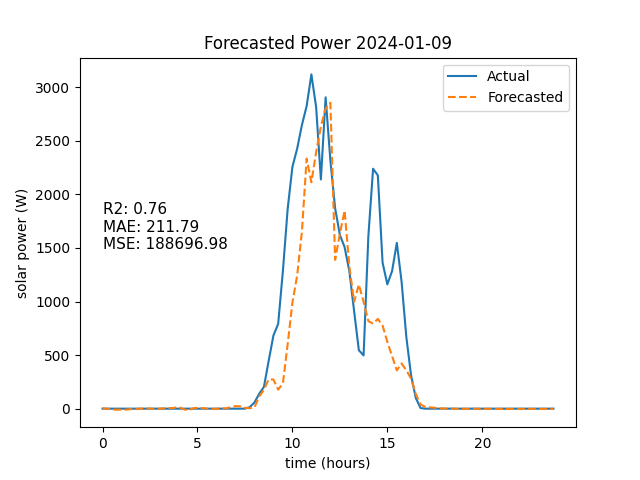 Forecasted Power 2024-01-09
Actual
Forecasted
3000
2500
2000
1500
1000
500
0
solar power (W)
R2: 0.76
MAE: 211.79
MSE: 188696.98
0 5 10 15 20
time (hours)